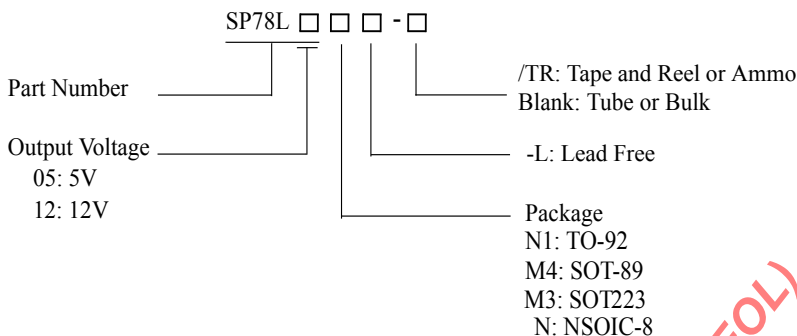 SP78L □ □ □ - □
Part Number
Output Voltage
05: 5V
12: 12V
/TR: Tape and Reel or Ammo
Blank: Tube or Bulk
-L: Lead Free
Package
N1: TO-92
M4: SOT-89
M3: SOT223
N: NSOIC-8
OL)